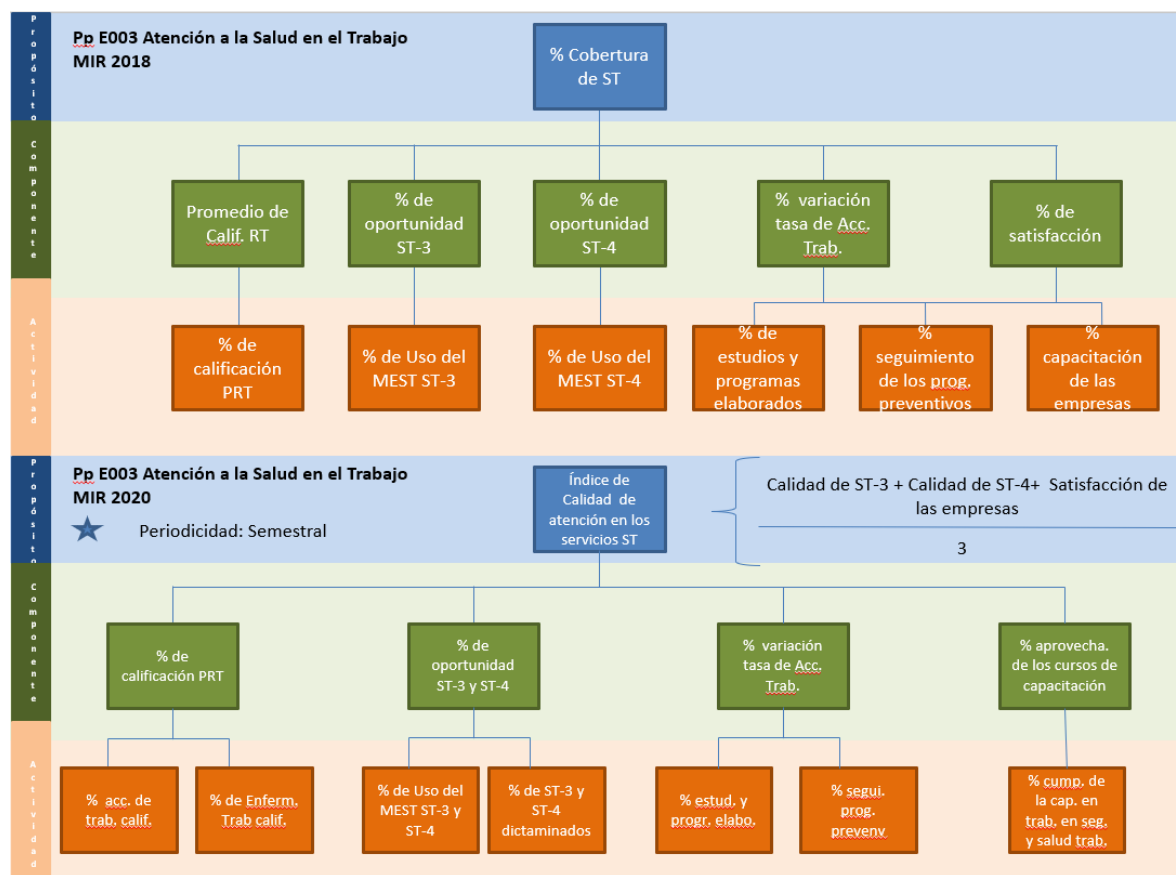 Propósito
Pp E003 Atención a la Salud en el Trabajo
MIR 2018
% Cobertura
de ST
Componente
Promedio de
Calif. RT
% de
oportunidad
ST-3
% de
oportunidad
ST-4
% variación
tasa de Acc.
Trab.
% de
satisfacción
Actividad
% de
calificación
PRT
% de Uso del
MEST ST-3
% de Uso del
MEST ST-4
% de
estudios y
programas
elaborados
%
seguimiento
de los prog.
preventivos
%
capacitación
de las
empresas
Propósito
Pp E003 Atención a la Salud en el Trabajo
MIR 2020
Periodicidad: Semestral
Índice de
Calidad de
atención en los
servicios ST
Calidad de ST-3 + Calidad de ST-4+ Satisfacción de
las empresas
3
Componente
% de
calificación PRT
% de
oportunidad
ST-3 y ST-4
% variación
tasa de Acc.
Trab.
% aprovecha.
de los cursos de
capacitación
Actividad
% acc. de
trab. calif.
% de Enferm.
Trab calif.
% de Uso del
MEST ST-3 y
ST-4
% de ST-3 y
ST-4
dictaminados
% estud. y
progr. elabo.
% segui.
prog.
prevenv
% cump. de
la cap. en
trab. en seg.
y salud trab.